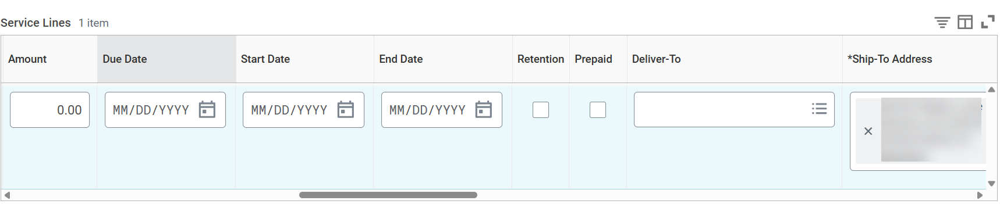 Service Lines 1 item
Amount Due Date Start Date End Date Retention Prepaid Deliver-To *Ship-To Address
0.00 MM/DD/YYYY MM/DD/YYYY MM/DD/YYYY